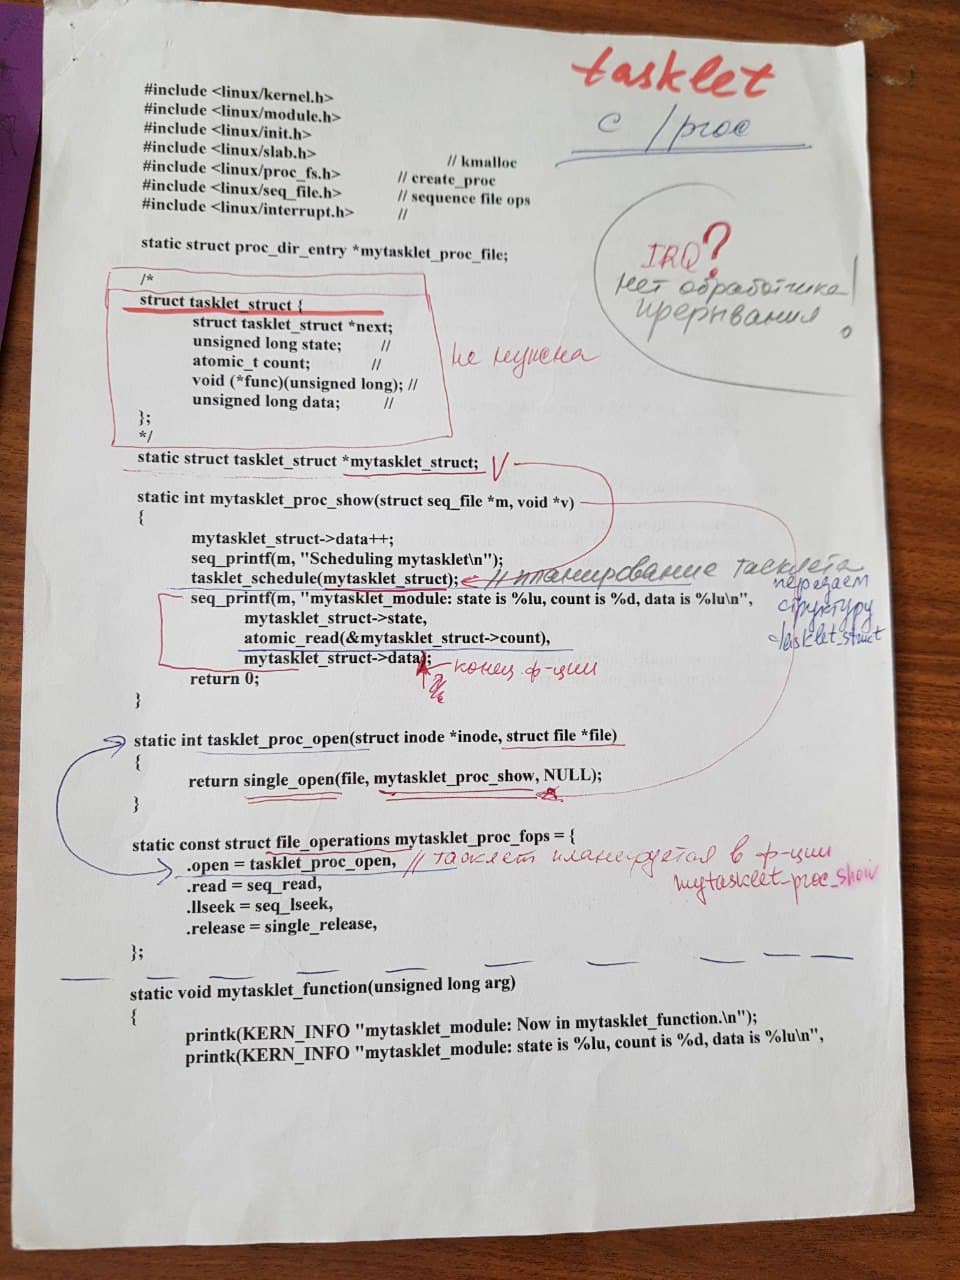 tasklet
с /proc
#include <linux/kernel.h>
#include <linux/module.h>
#include <linux/init.h>
#include <linux/slab.h> // kmalloc
#include <linux/proc_fs.h> // create_proc
#include <linux/seq_file.h> // sequence file ops
#include <linux/interrupt.h> //
static struct proc_dir_entry *mytasklet_proc_file;
IRQ?
нет обработчика
прерывания !
/*
struct tasklet_struct {
struct tasklet_struct *next;
unsigned long state; //
atomic_t count; //
void (*func)(unsigned long); //
unsigned long data; //
};
*/
не нужна
static struct tasklet_struct *mytasklet_struct; V
static int mytasklet_proc_show(struct seq_file *m, void *v)
{
mytasklet_struct->data++;
seq_printf(m, "Scheduling mytasklet\n");
tasklet_schedule(mytasklet_struct); // планирование тасклета
передаем
структуру
tasklet_struct
seq_printf(m, "mytasklet_module: state is %lu, count is %d, data is %lu\n",
mytasklet_struct->state,
atomic_read(&mytasklet_struct->count),
mytasklet_struct->data);
конец ф-ции
return 0;
}
static int tasklet_proc_open(struct inode *inode, struct file *file)
{
return single_open(file, mytasklet_proc_show, NULL);
}
static const struct file_operations mytasklet_proc_fops = {
.open = tasklet_proc_open, // тасклет планируется в ф-ции
mytasklet_proc_show
.read = seq_read,
.llseek = seq_lseek,
.release = single_release,
};
static void mytasklet_function(unsigned long arg)
{
printk(KERN_INFO "mytasklet_module: Now in mytasklet_function.\n");
printk(KERN_INFO "mytasklet_module: state is %lu, count is %d, data is %lu\n",